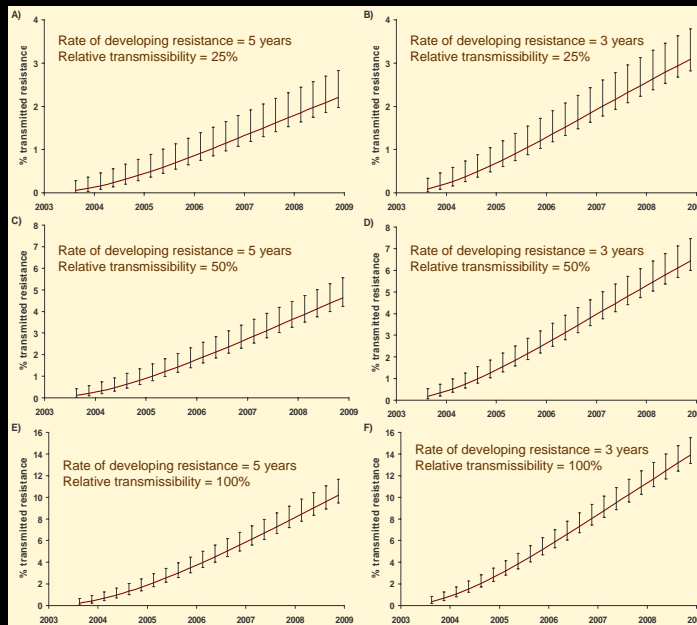 A)
Rate of developing resistance = 5 years
Relative transmissibility = 25%
% transmitted resistance
4
3
2
1
0
2003 2004 2005 2006 2007 2008 2009
B)
Rate of developing resistance = 3 years
Relative transmissibility = 25%
% transmitted resistance
4
3
2
1
0
2003 2004 2005 2006 2007 2008
C)
Rate of developing resistance = 5 years
Relative transmissibility = 50%
% transmitted resistance
8
7
6
5
4
3
2
1
0
2003 2004 2005 2006 2007 2008 2009
D)
Rate of developing resistance = 3 years
Relative transmissibility = 50%
% transmitted resistance
8
7
6
5
4
3
2
1
0
2003 2004 2005 2006 2007 2008
E)
Rate of developing resistance = 5 years
Relative transmissibility = 100%
% transmitted resistance
16
14
12
10
8
6
4
2
0
2003 2004 2005 2006 2007 2008 2009
F)
Rate of developing resistance = 3 years
Relative transmissibility = 100%
% transmitted resistance
16
14
12
10
8
6
4
2
0
2003 2004 2005 2006 2007 2008